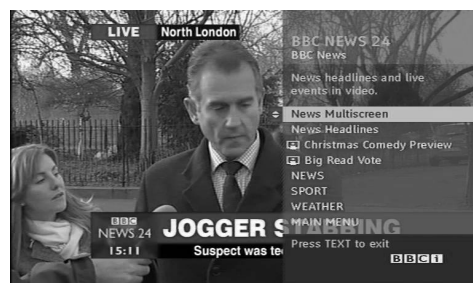 LIVE North London
BBC NEWS 24
BBC News
News headlines and live
events in video.
News Multiscreen
News Headlines
Christmas Comedy Preview
Big Read Vote
NEWS
SPORT
WEATHER
MAIN MENU
Press TEXT to exit
BBCi
BBC
NEWS 24
15:11
JOGGER STABBING
Suspect was